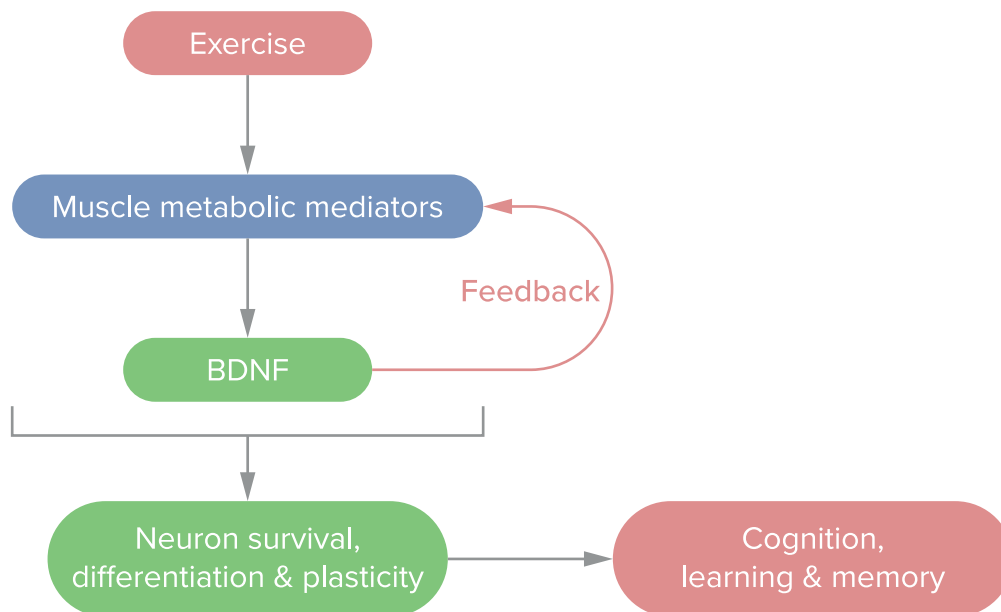 Exercise
Muscle metabolic mediators
Feedback
BDNF
Neuron survival,
differentiation & plasticity
Cognition,
learning & memory